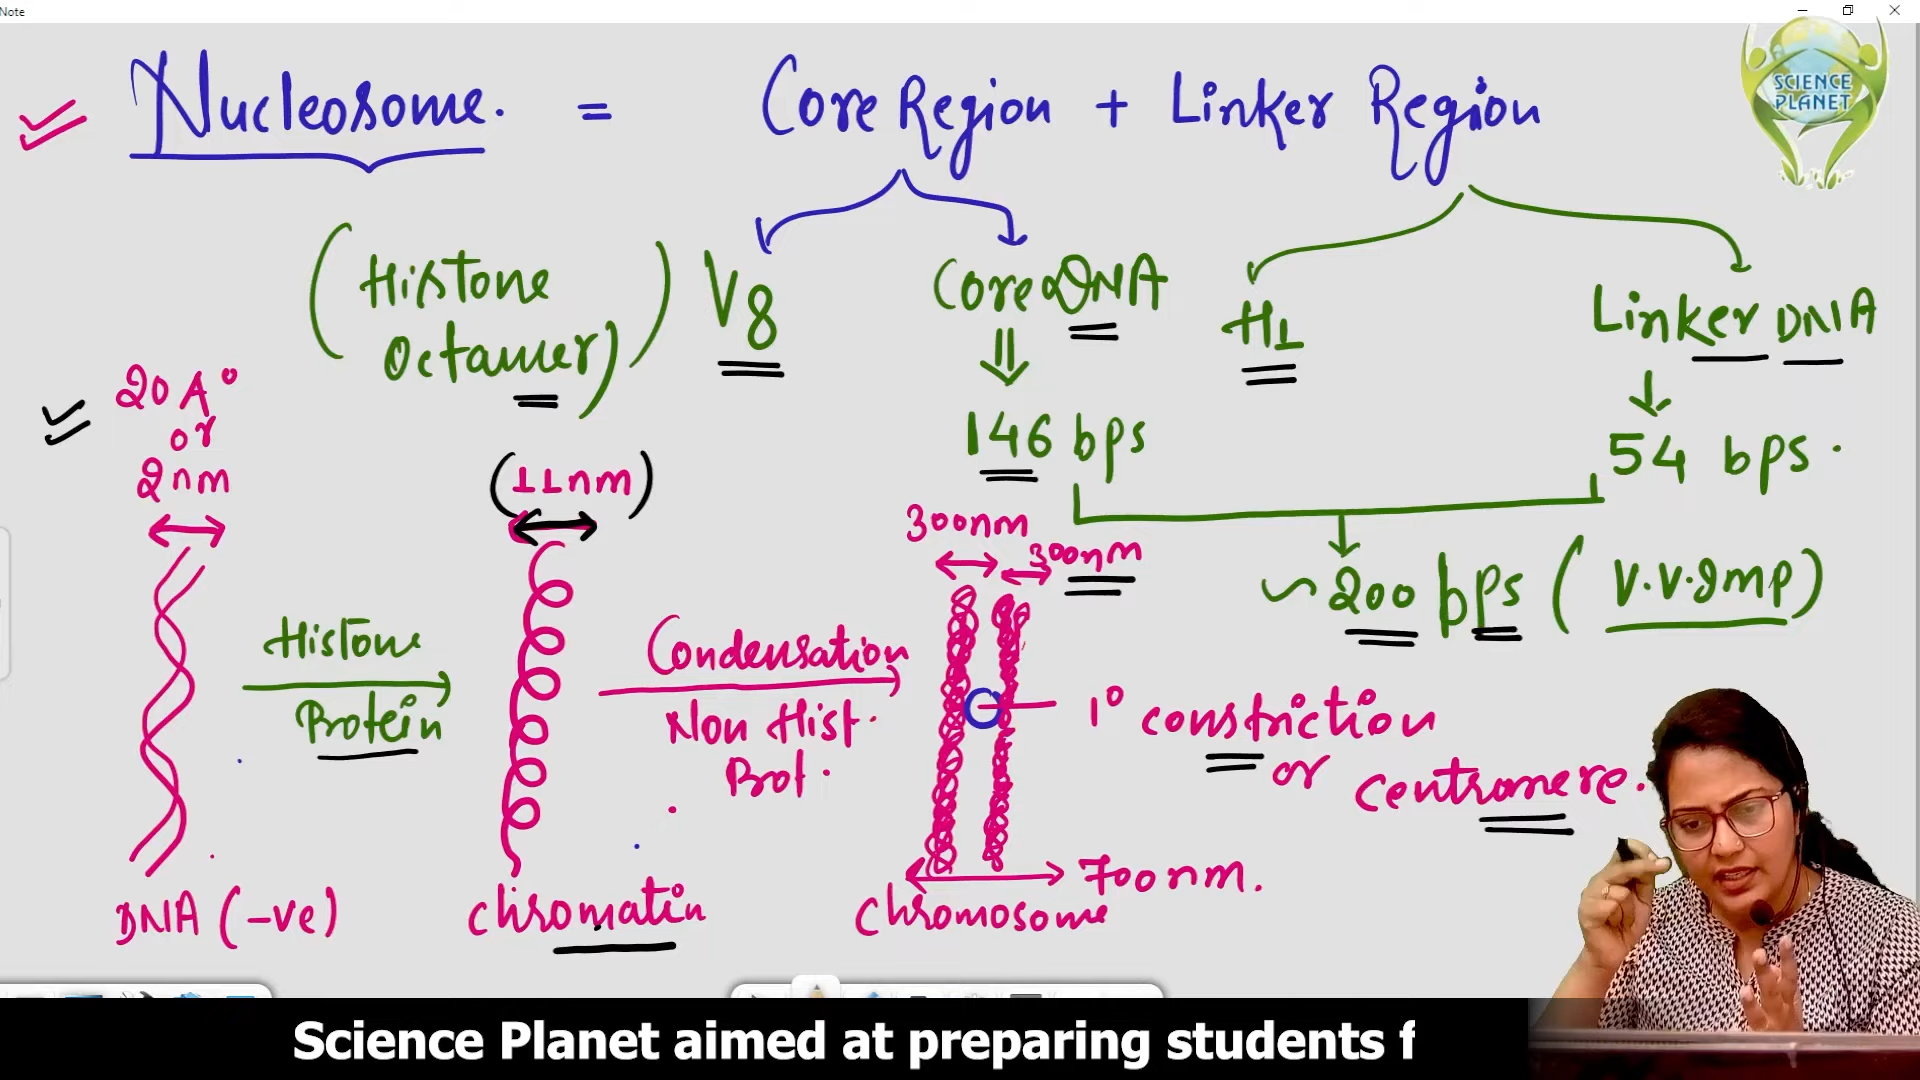 Note
SCIENCE
PLANET
Nucleosome. = Core Region + Linker Region
(Histone Octamer) V8
Core DNA
H1
Linker DNA
146 bps
54 bps.
~200 bps (V.V.Imp)
20 A°
or
2nm
(11nm)
300nm
300nm
Histone
Protein
Condensation
Non Hist.
Prot.
1° constriction
or centromere.
700nm.
DNA (-ve)
chromatin
Chromosome
Science Planet aimed at preparing students f